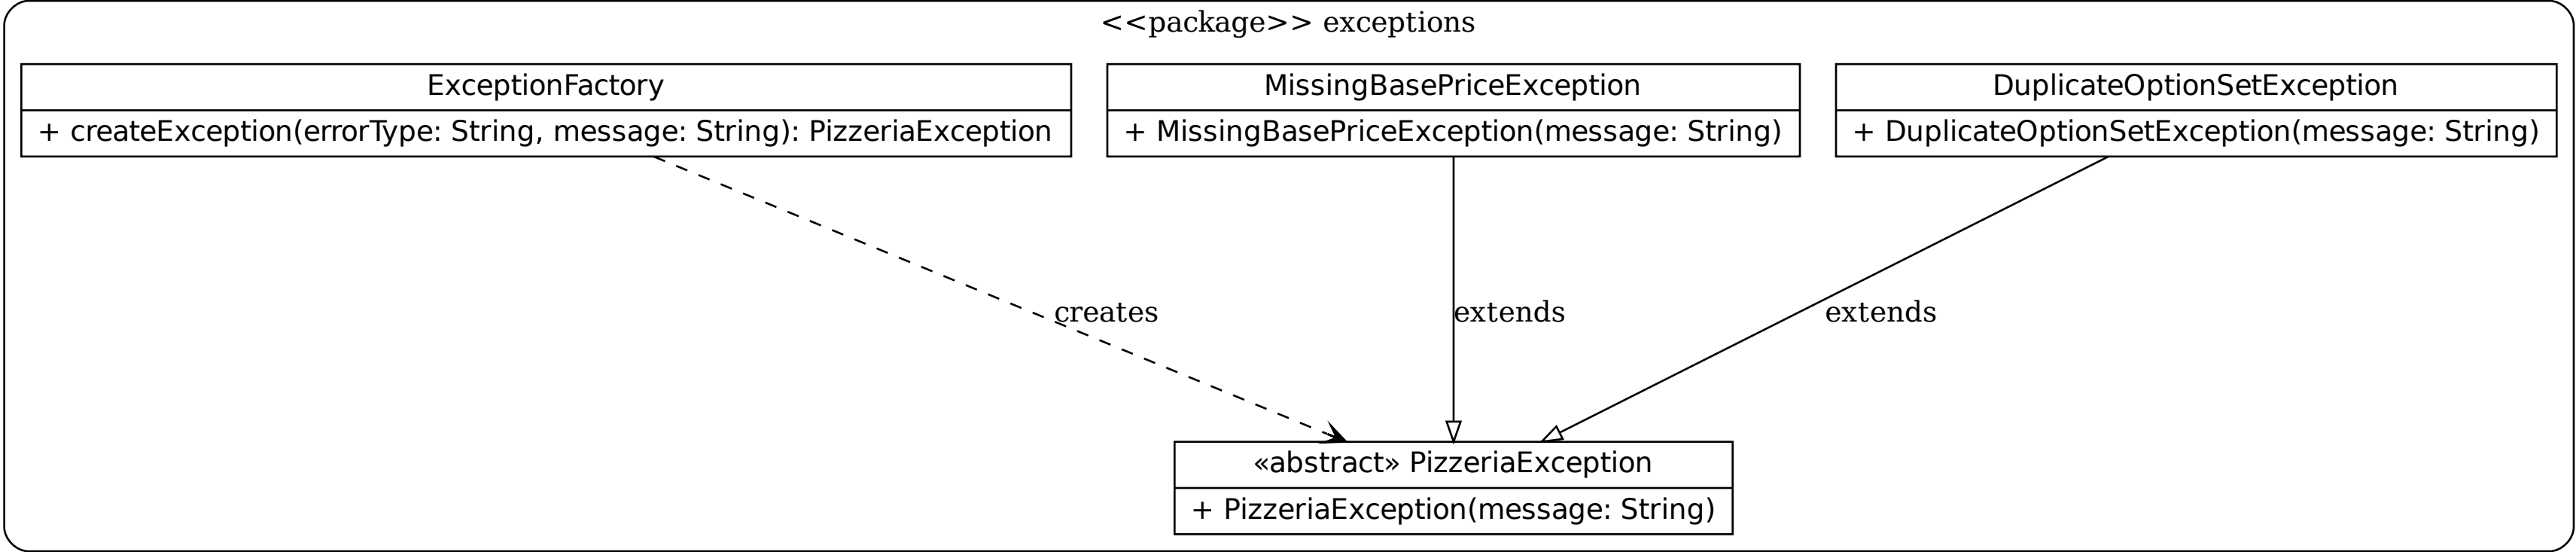 <<package>> exceptions
ExceptionFactory
+ createException(errorType: String, message: String): PizzeriaException
MissingBasePriceException
+ MissingBasePriceException(message: String)
DuplicateOptionSetException
+ DuplicateOptionSetException(message: String)
creates
extends
extends
«abstract» PizzeriaException
+ PizzeriaException(message: String)